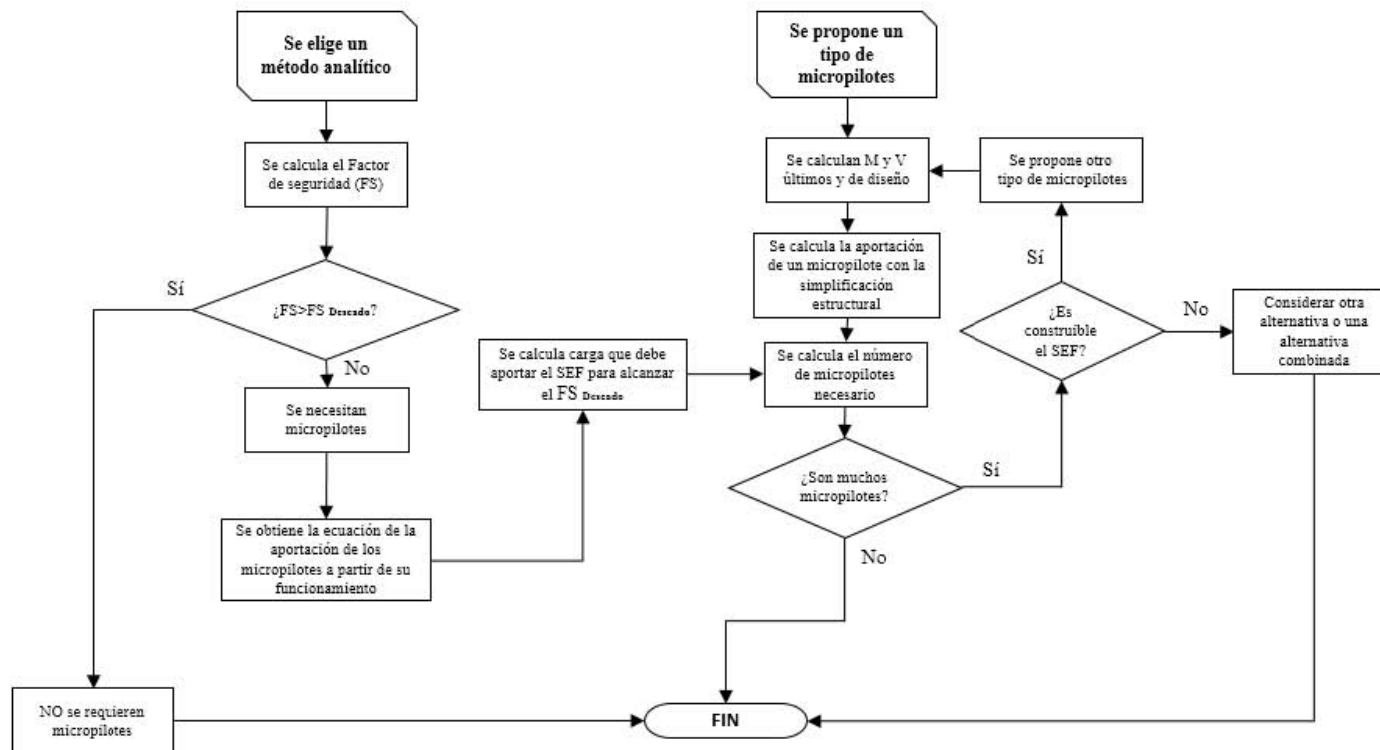 Se elige un
método analítico
Se calcula el Factor
de seguridad (FS)
Sí
¿FS>FS Deseado?
No
Se necesitan
micropilotes
Se obtiene la ecuación de la
aportación de los
micropilotes a partir de su
funcionamiento
NO se requieren
micropilotes
Se calcula carga que debe
aportar el SEF para alcanzar
el FS Deseado
Se propone un
tipo de
micropilotes
Se calculan M y V
últimos y de diseño
Se calcula la aportación
de un micropilote con la
simplificación
estructural
Se calcula el número
de micropilotes
necesario
¿Son muchos
micropilotes?
Sí
No
Se propone otro
tipo de micropilotes
Sí
¿Es
construible
el SEF?
No
Considerar otra
alternativa o una
alternativa
combinada
FIN